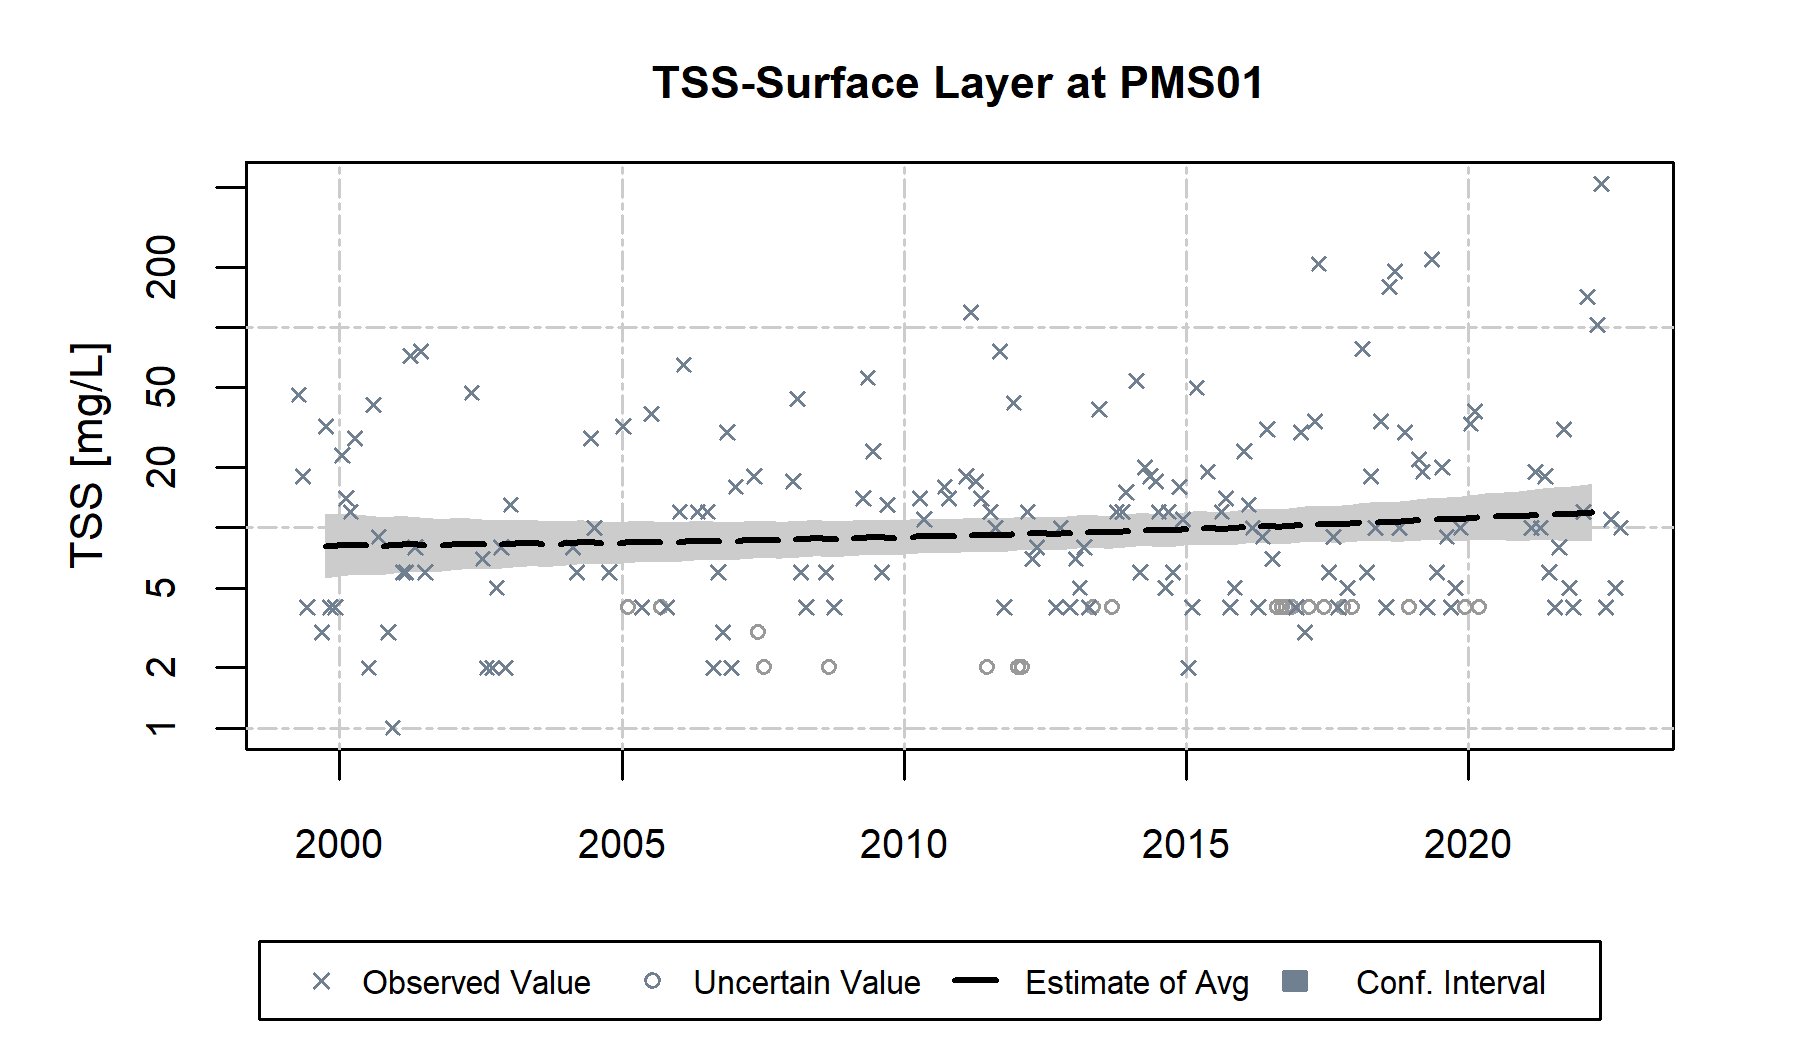 TSS-Surface Layer at PMS01
TSS [mg/L]
200
50
20
5
2
1
2000 2005 2010 2015 2020
Observed Value Uncertain Value Estimate of Avg Conf. Interval